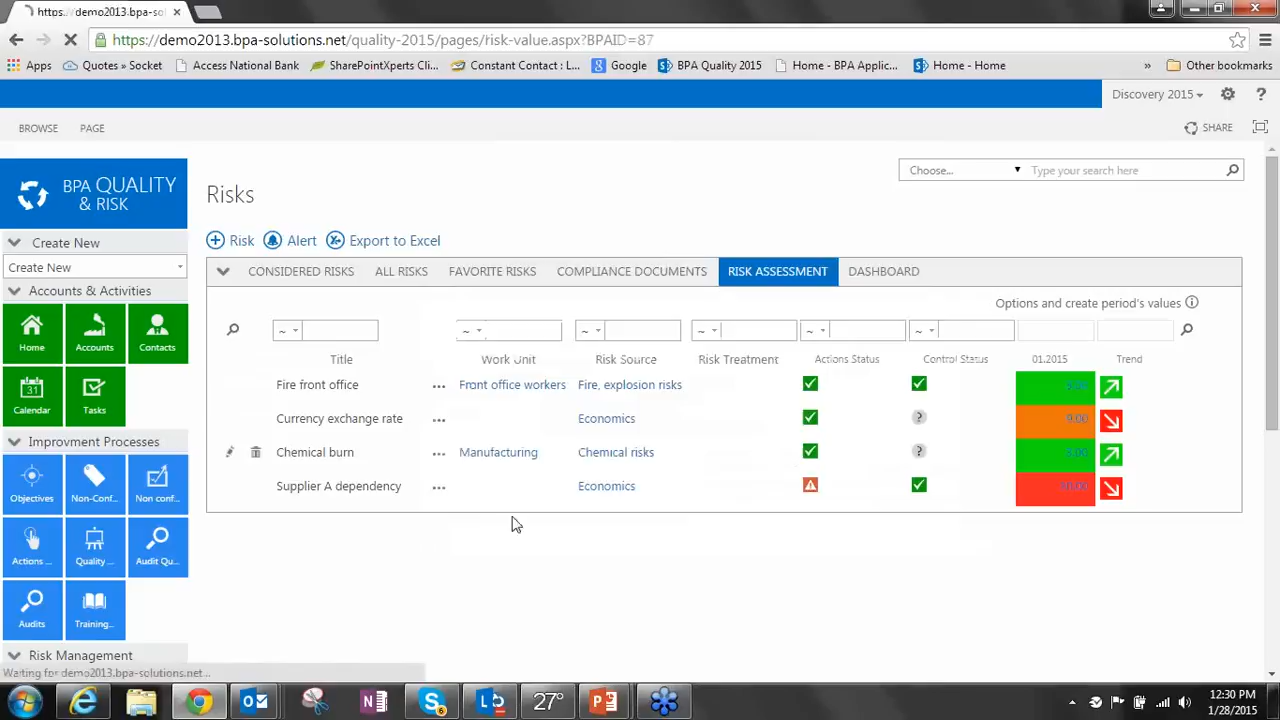 https://demo2013.bpa-sol
https://demo2013.bpa-solutions.net/quality-2015/pages/risk-value.aspx?BPAID=87
Apps Quotes » Socket Access National Bank SharePointXperts Cli... Constant Contact : L... Google BPA Quality 2015 Home - BPA Applic... Home - Home » Other bookmarks
Discovery 2015 ?
BROWSE PAGE SHARE
BPA QUALITY
& RISK
Risks
Choose... Type your search here
Create New
Create New
Risk Alert Export to Excel
Accounts & Activities
CONSIDERED RISKS ALL RISKS FAVORITE RISKS COMPLIANCE DOCUMENTS RISK ASSESSMENT DASHBOARD
Options and create period's values
~ ~ ~ ~ ~ ~
Home Accounts Contacts
Title Work Unit Risk Source Risk Treatment Actions Status Control Status 01.2015 Trend
Fire front office ... Front office workers Fire, explosion risks
Calendar Tasks
Currency exchange rate ... Economics ? 9.00
Improvment Processes
Chemical burn ... Manufacturing Chemical risks ?
Supplier A dependency ... Economics
Objectives Non-Conf... Non conf...
Actions ... Quality ... Audit Qu...
Audits Training...
Risk Management
Waiting for demo2013.bpa-solutions.net...
27°
12:30 PM
1/28/2015